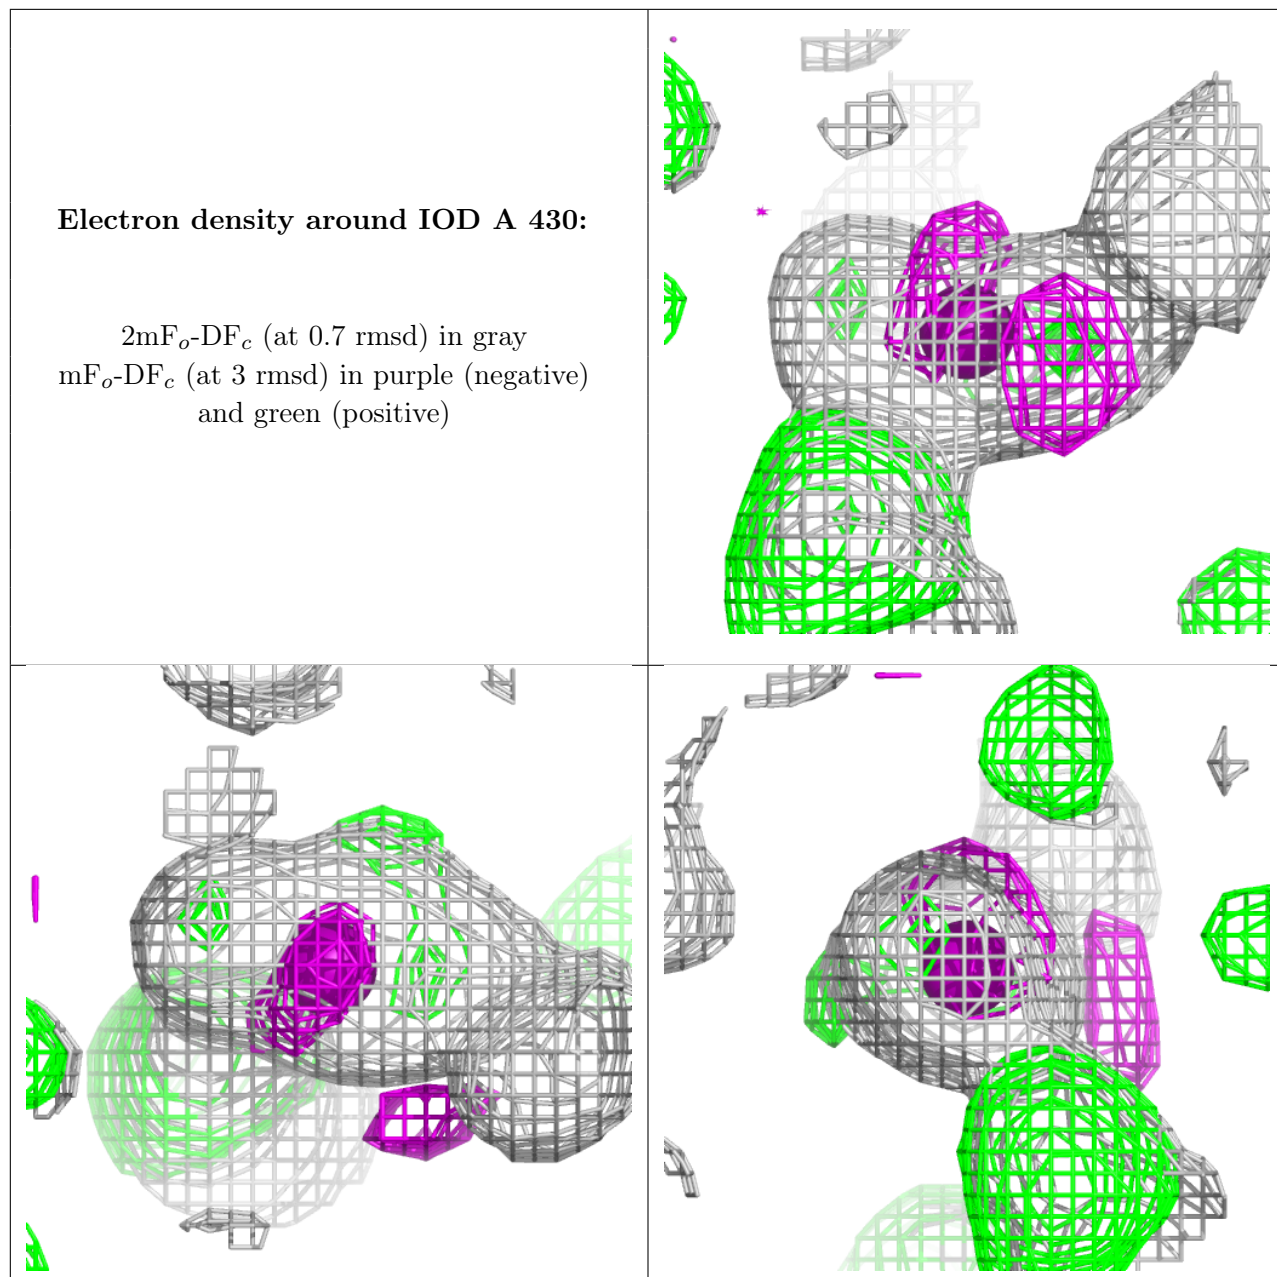 Electron density around IOD A 430:
2mFo-DFc (at 0.7 rmsd) in gray
mFo-DFc (at 3 rmsd) in purple (negative)
and green (positive)